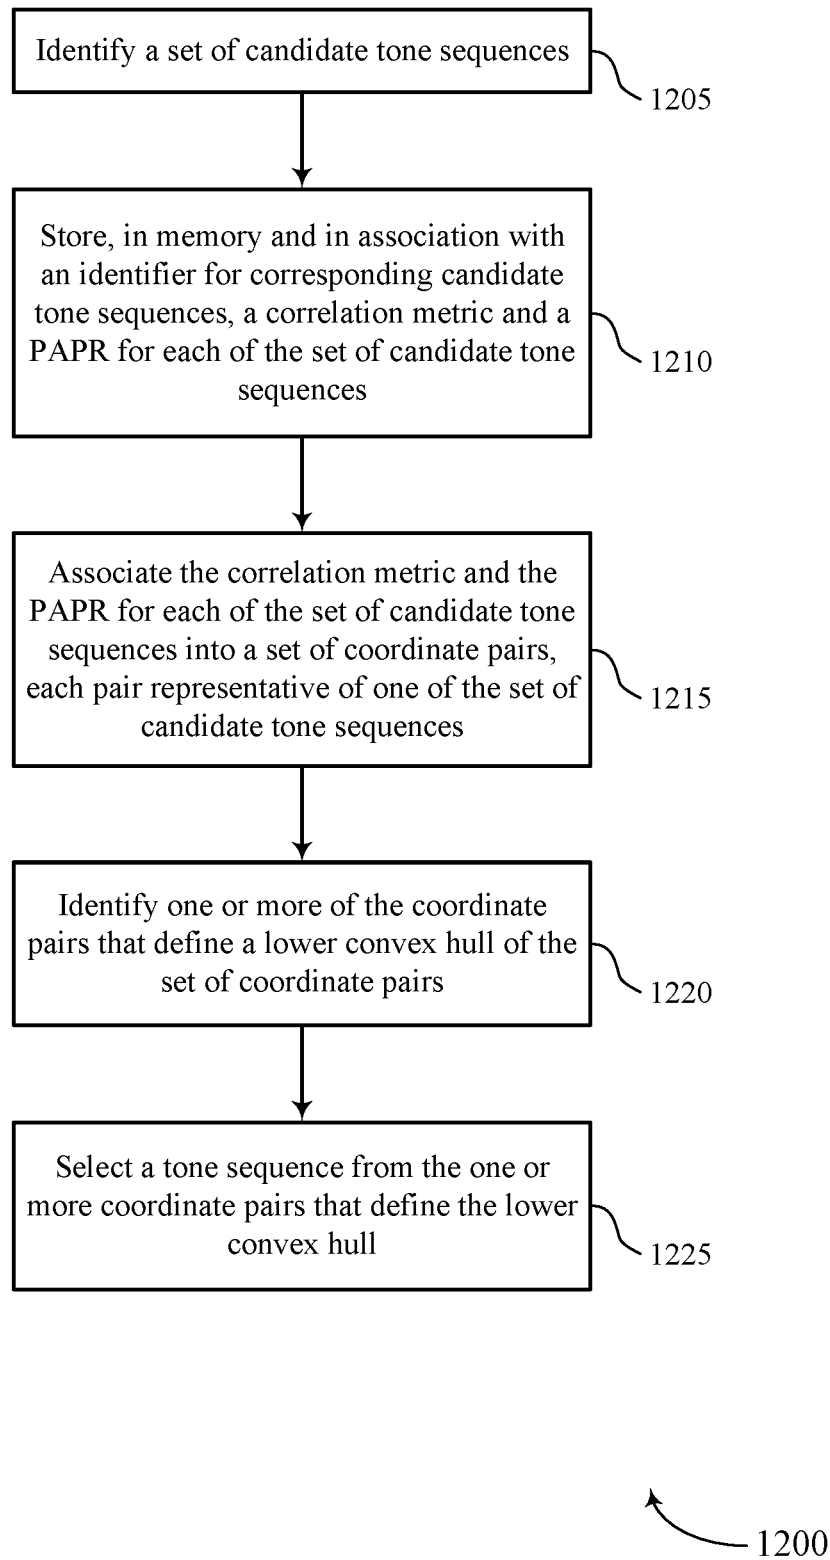 Identify a set of candidate tone sequences
1205
Store, in memory and in association with
an identifier for corresponding candidate
tone sequences, a correlation metric and a
PAPR for each of the set of candidate tone
sequences
1210
Associate the correlation metric and the
PAPR for each of the set of candidate tone
sequences into a set of coordinate pairs,
each pair representative of one of the set of
candidate tone sequences
1215
Identify one or more of the coordinate
pairs that define a lower convex hull of the
set of coordinate pairs
1220
Select a tone sequence from the one or
more coordinate pairs that define the lower
convex hull
1225
1200